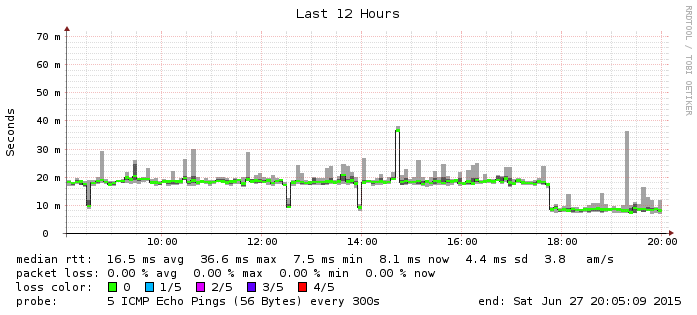 Last 12 Hours
RRDTOOL / TOBI OETIKER
Seconds
70 m
60 m
50 m
40 m
30 m
20 m
10 m
0
10:00 12:00 14:00 16:00 18:00 20:00
median rtt: 16.5 ms avg 36.6 ms max 7.5 ms min 8.1 ms now 4.4 ms sd 3.8 am/s
packet loss: 0.00 % avg 0.00 % max 0.00 % min 0.00 % now
loss color: 0 1/5 2/5 3/5 4/5
probe: 5 ICMP Echo Pings (56 Bytes) every 300s end: Sat Jun 27 20:05:09 2015